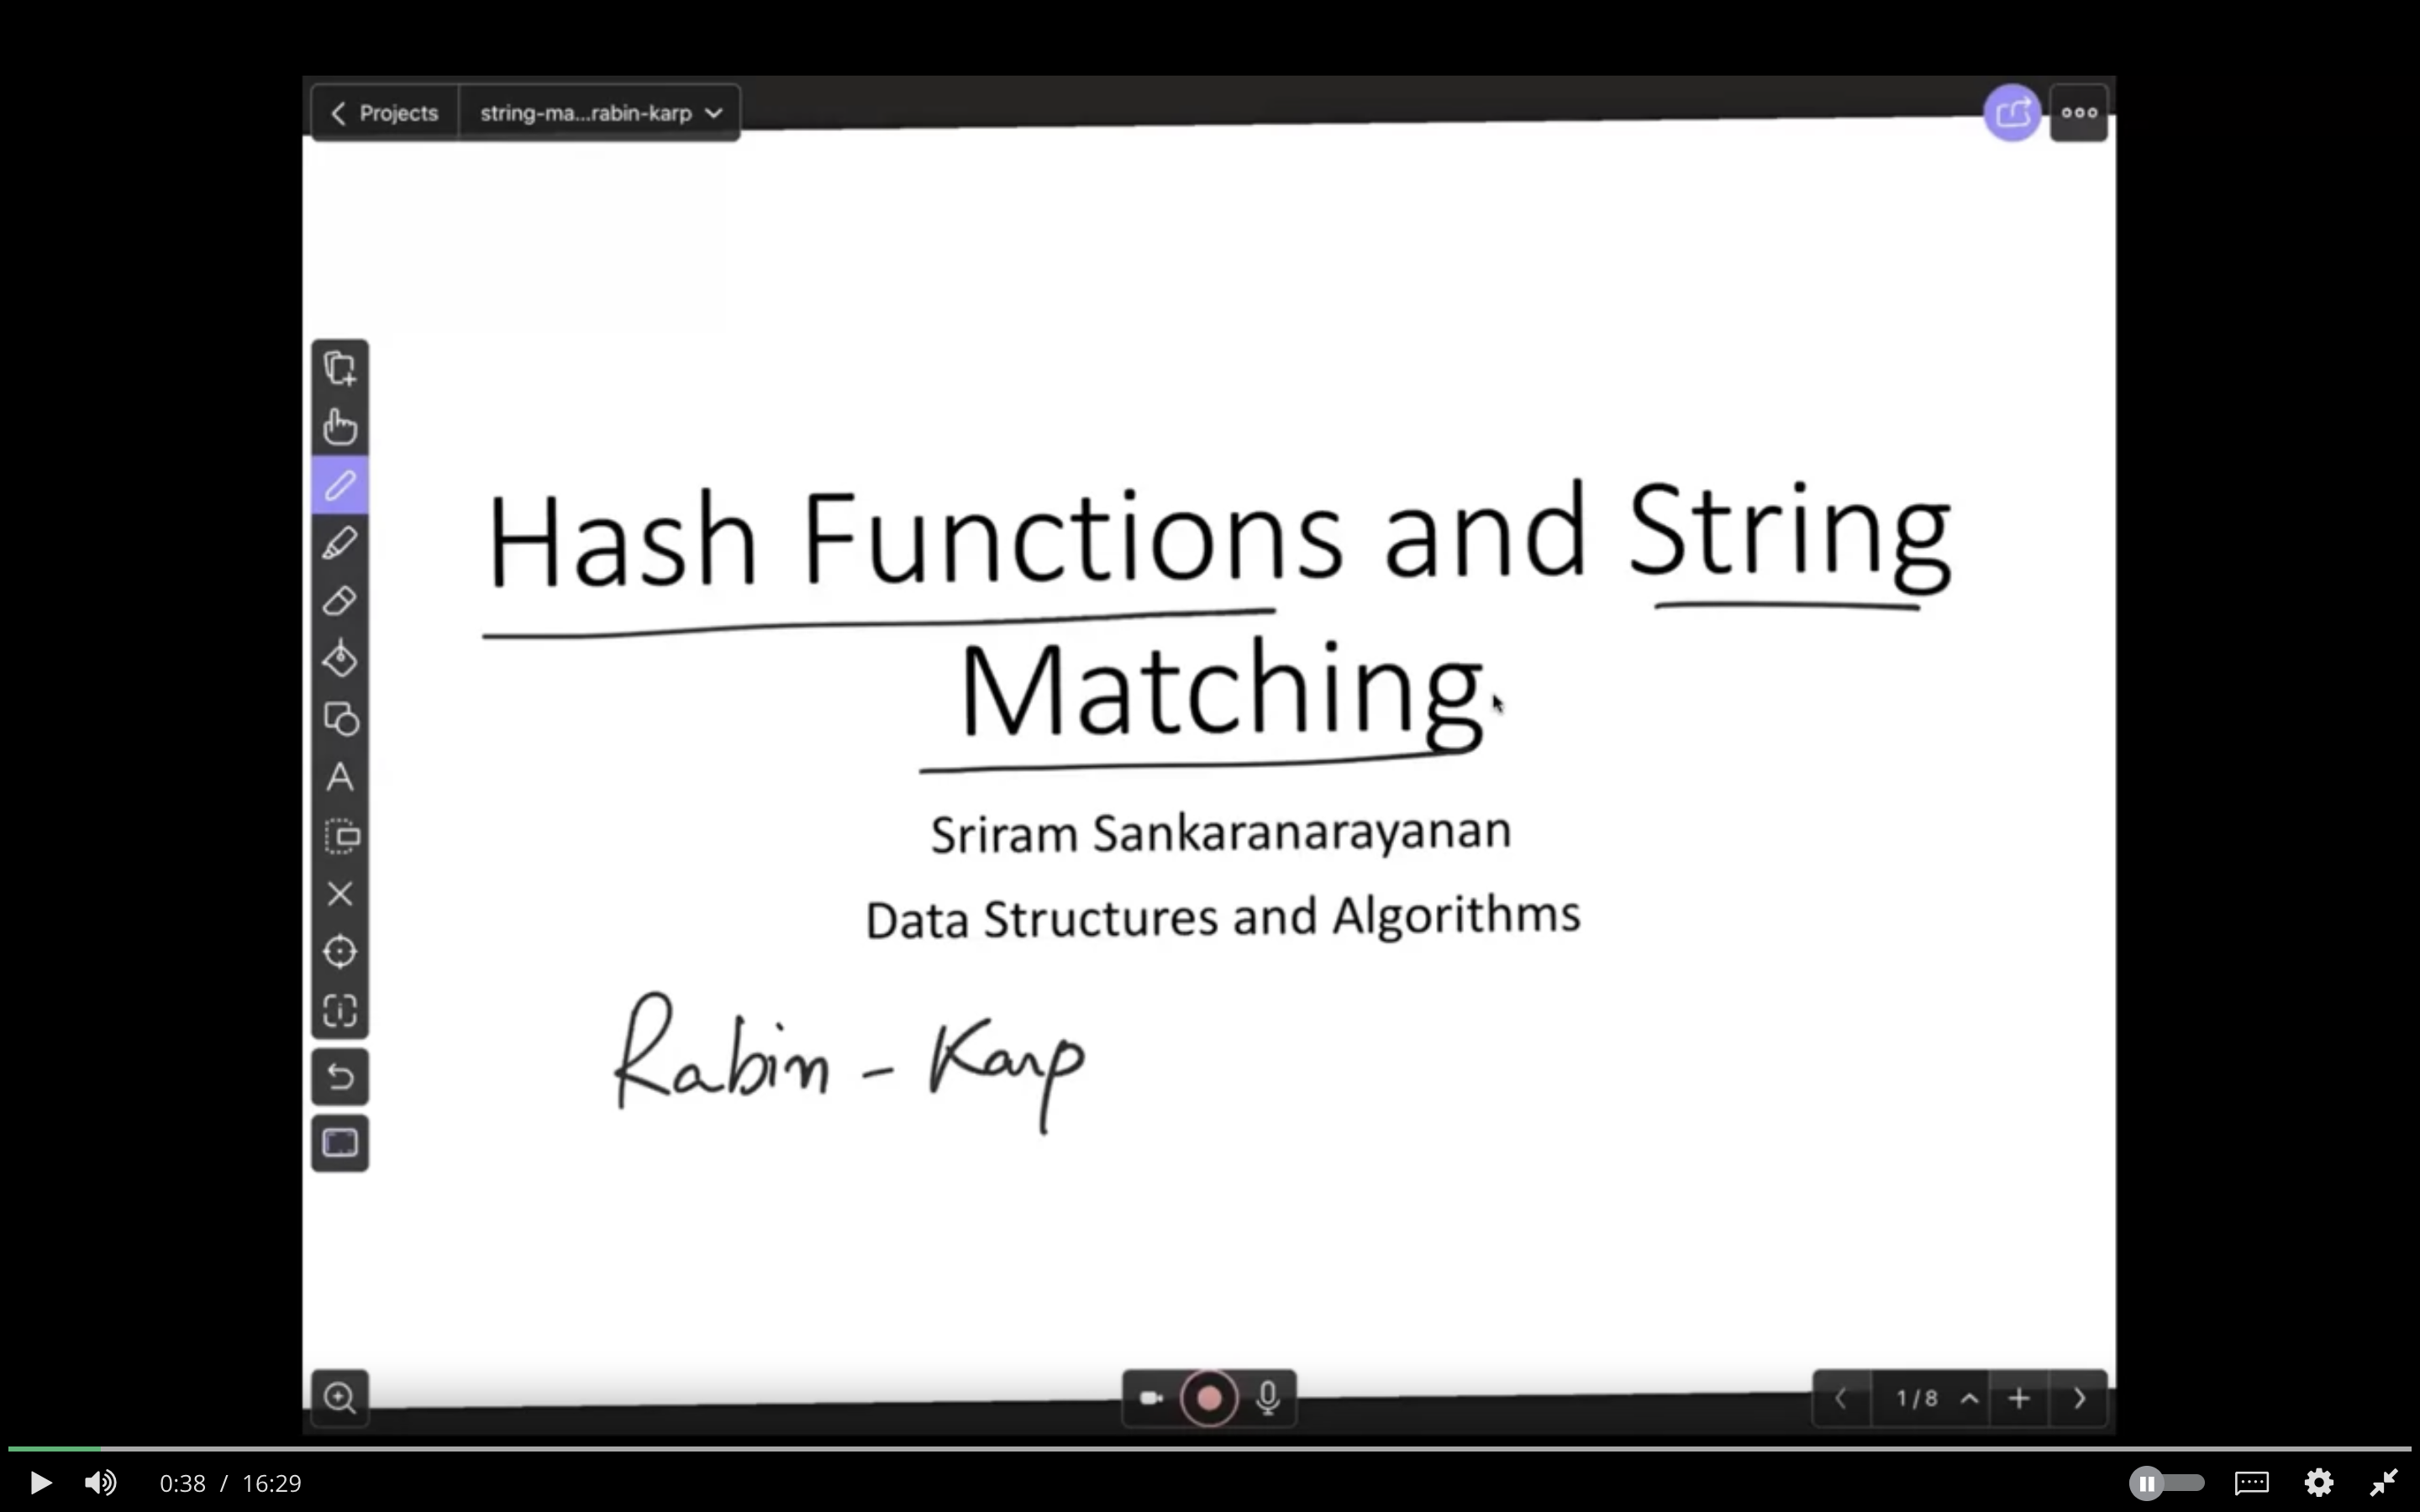 Projects string-ma...rabin-karp
Hash Functions and String
Matching
Sriram Sankaranarayanan
Data Structures and Algorithms
Rabin - Karp
1/8
0:38 / 16:29